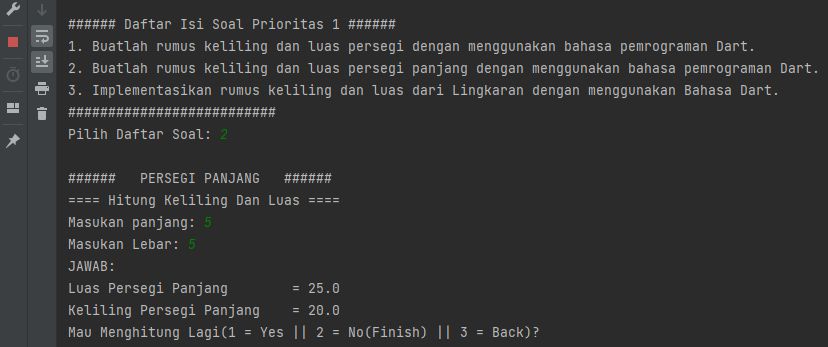 ###### Daftar Isi Soal Prioritas 1 ######
1. Buatlah rumus keliling dan luas persegi dengan menggunakan bahasa pemrograman Dart.
2. Buatlah rumus keliling dan luas persegi panjang dengan menggunakan bahasa pemrograman Dart.
3. Implementasikan rumus keliling dan luas dari Lingkaran dengan menggunakan Bahasa Dart.
##########################
Pilih Daftar Soal: 2
######   PERSEGI PANJANG   ######
==== Hitung Keliling Dan Luas ====
Masukan panjang: 5
Masukan Lebar: 5
JAWAB:
Luas Persegi Panjang        = 25.0
Keliling Persegi Panjang    = 20.0
Mau Menghitung Lagi(1 = Yes || 2 = No(Finish) || 3 = Back)?